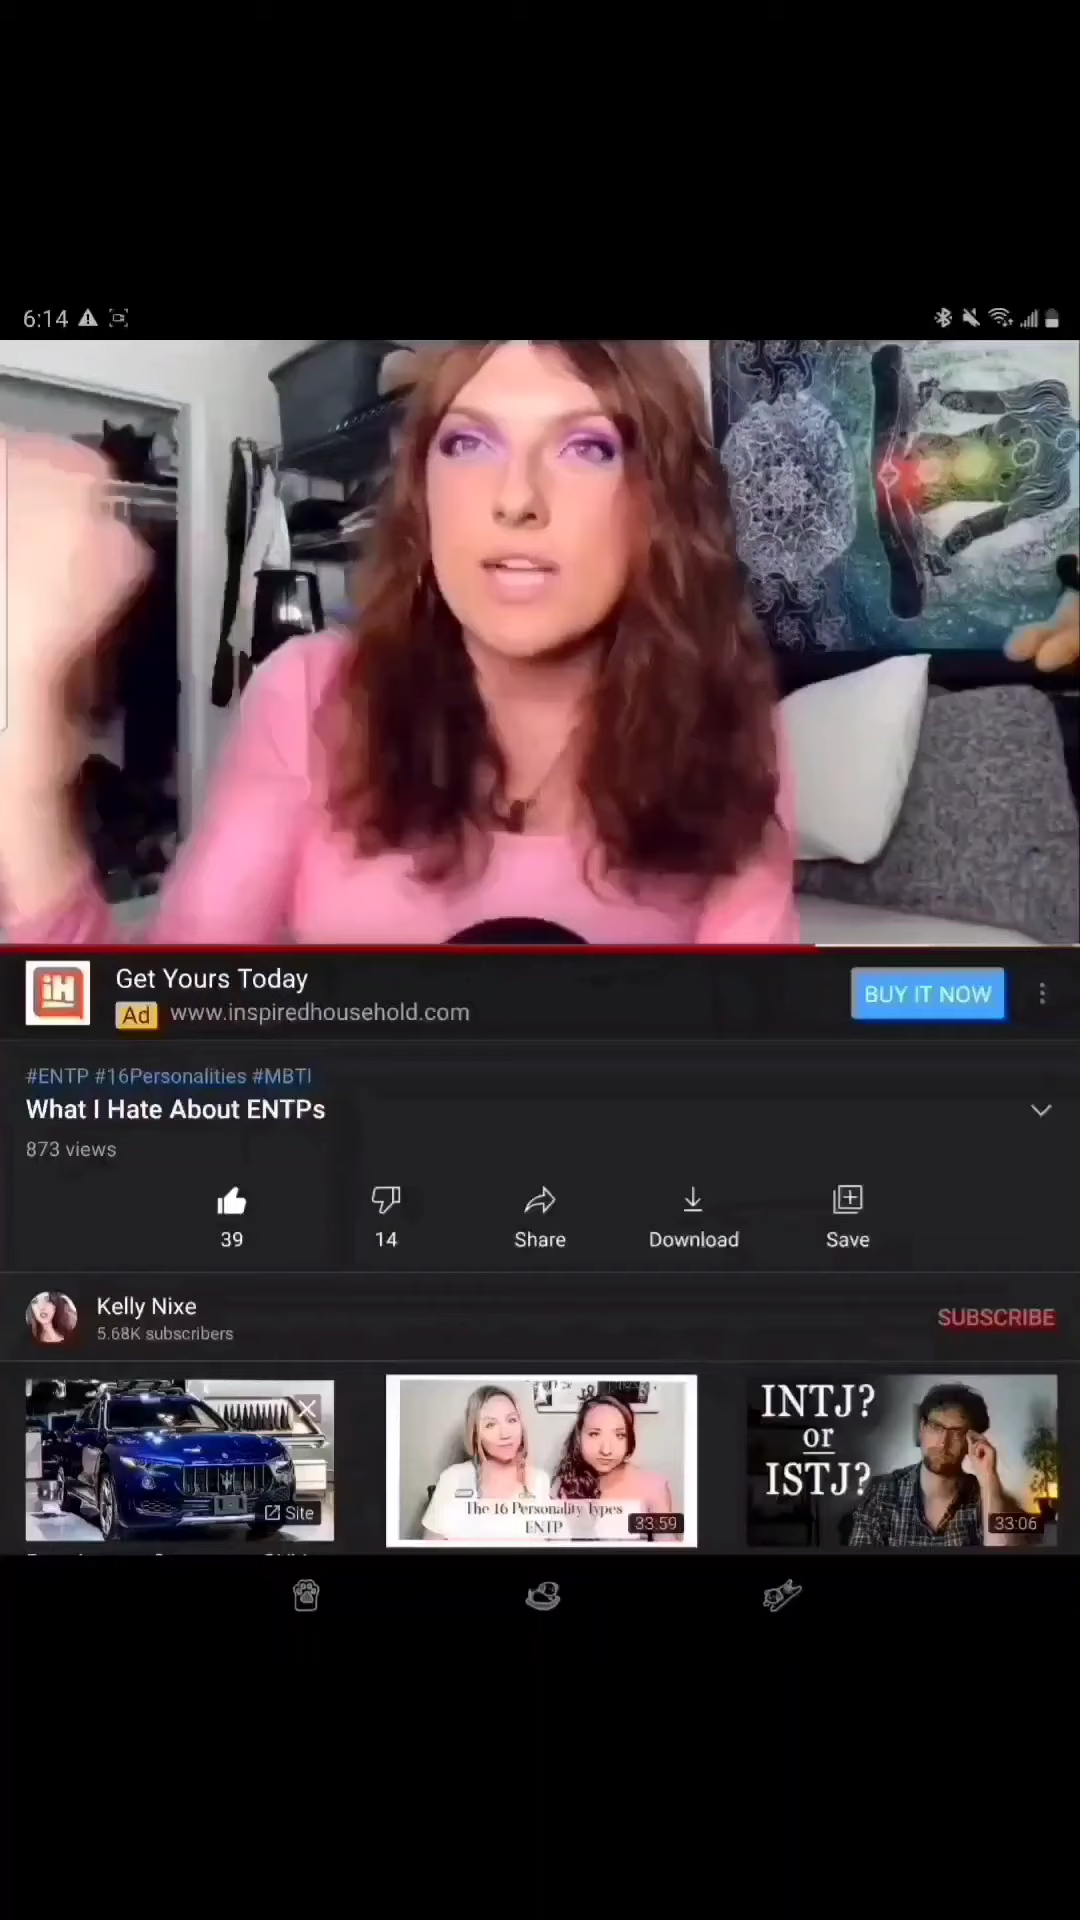 6:14
iH
Get Yours Today
Ad www.inspiredhousehold.com
BUY IT NOW
#ENTP #16Personalities #MBTI
What I Hate About ENTPs
873 views
39
14
Share
Download
Save
Kelly Nixe
5.68K subscribers
SUBSCRIBE
Site
The 16 Personality Types
ENTP
33:59
INTJ?
or
ISTJ?
33:06